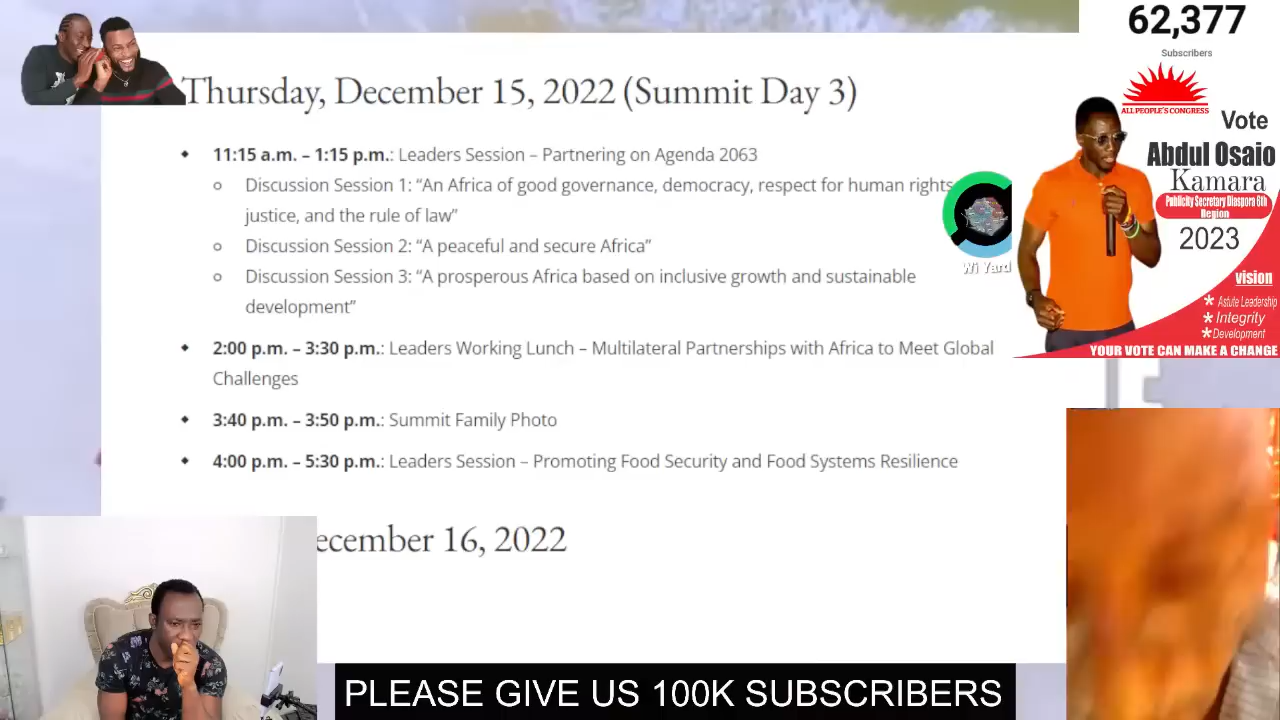 62,377
Subscribers
ALL PEOPLE'S CONGRESS
Vote
Abdul Osaio
Kamara
Publicity Secretary Diaspora 6th
Region
2023
vision
* Astute Leadership
* Integrity
* Development
YOUR VOTE CAN MAKE A CHANGE
Wi Yard
Thursday, December 15, 2022 (Summit Day 3)
11:15 a.m. – 1:15 p.m.: Leaders Session – Partnering on Agenda 2063
Discussion Session 1: “An Africa of good governance, democracy, respect for human rights
justice, and the rule of law”
Discussion Session 2: “A peaceful and secure Africa”
Discussion Session 3: “A prosperous Africa based on inclusive growth and sustainable
development”
2:00 p.m. – 3:30 p.m.: Leaders Working Lunch – Multilateral Partnerships with Africa to Meet Global
Challenges
3:40 p.m. – 3:50 p.m.: Summit Family Photo
4:00 p.m. – 5:30 p.m.: Leaders Session – Promoting Food Security and Food Systems Resilience
ecember 16, 2022
PLEASE GIVE US 100K SUBSCRIBERS